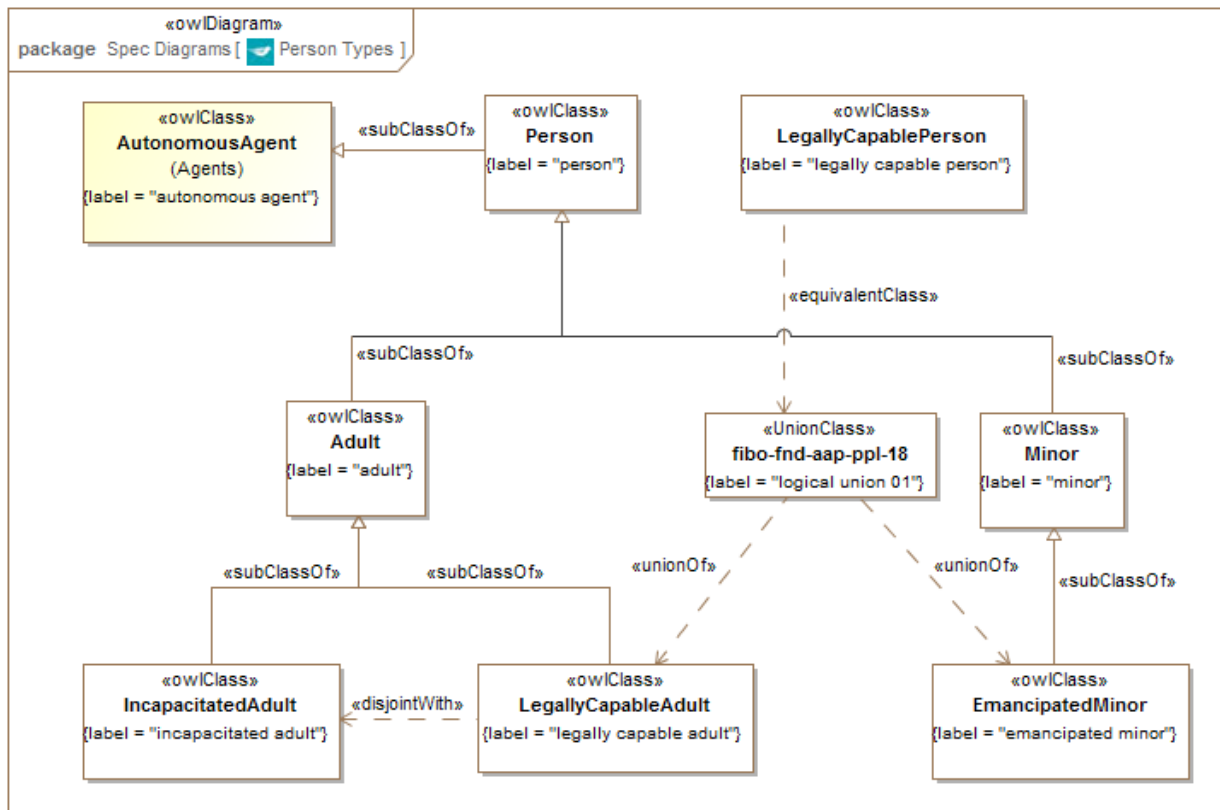 «owlDiagram»
package Spec Diagrams [ Person Types ]
«owlClass»
AutonomousAgent
(Agents)
{label = "autonomous agent"}
«subClassOf»
«owlClass»
Person
{label = "person"}
«owlClass»
LegallyCapablePerson
{label = "legally capable person"}
«equivalentClass»
«subClassOf»
«subClassOf»
«owlClass»
Adult
{label = "adult"}
«UnionClass»
fibo-fnd-aap-ppl-18
{label = "logical union 01"}
«owlClass»
Minor
{label = "minor"}
«subClassOf»
«subClassOf»
«unionOf»
«unionOf»
«subClassOf»
«owlClass»
IncapacitatedAdult
{label = "incapacitated adult"}
«disjointWith»
«owlClass»
LegallyCapableAdult
{label = "legally capable adult"}
«owlClass»
EmancipatedMinor
{label = "emancipated minor"}